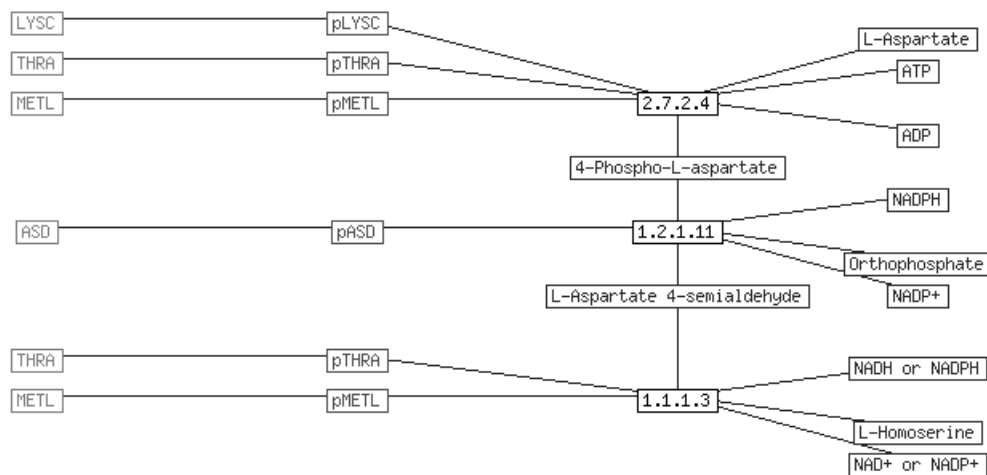 LYSC pLYSC
L-Aspartate
THRA pTHRA
ATP
METL pMETL 2.7.2.4
ADP
4-Phospho-L-aspartate
NADPH
ASD pASD 1.2.1.11
Orthophosphate
L-Aspartate 4-semialdehyde NADP+
THRA pTHRA NADH or NADPH
METL pMETL 1.1.1.3
L-Homoserine
NAD+ or NADP+